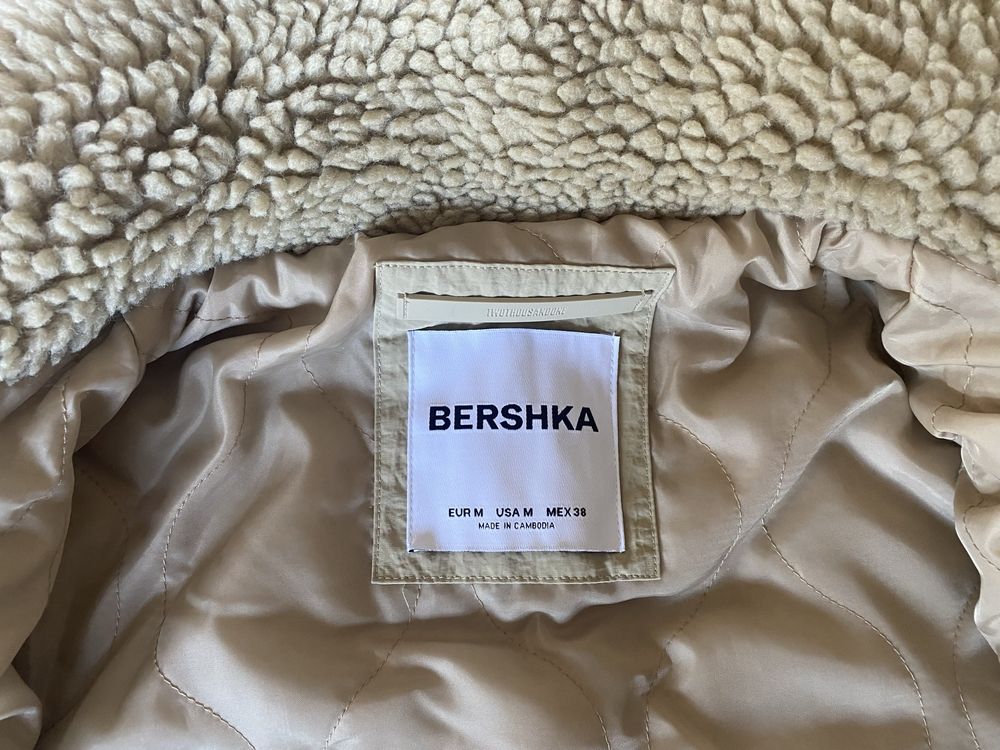 TWOTHOUSANDONE
BERSHKA
EUR M USA M MEX 38
MADE IN CAMBODIA